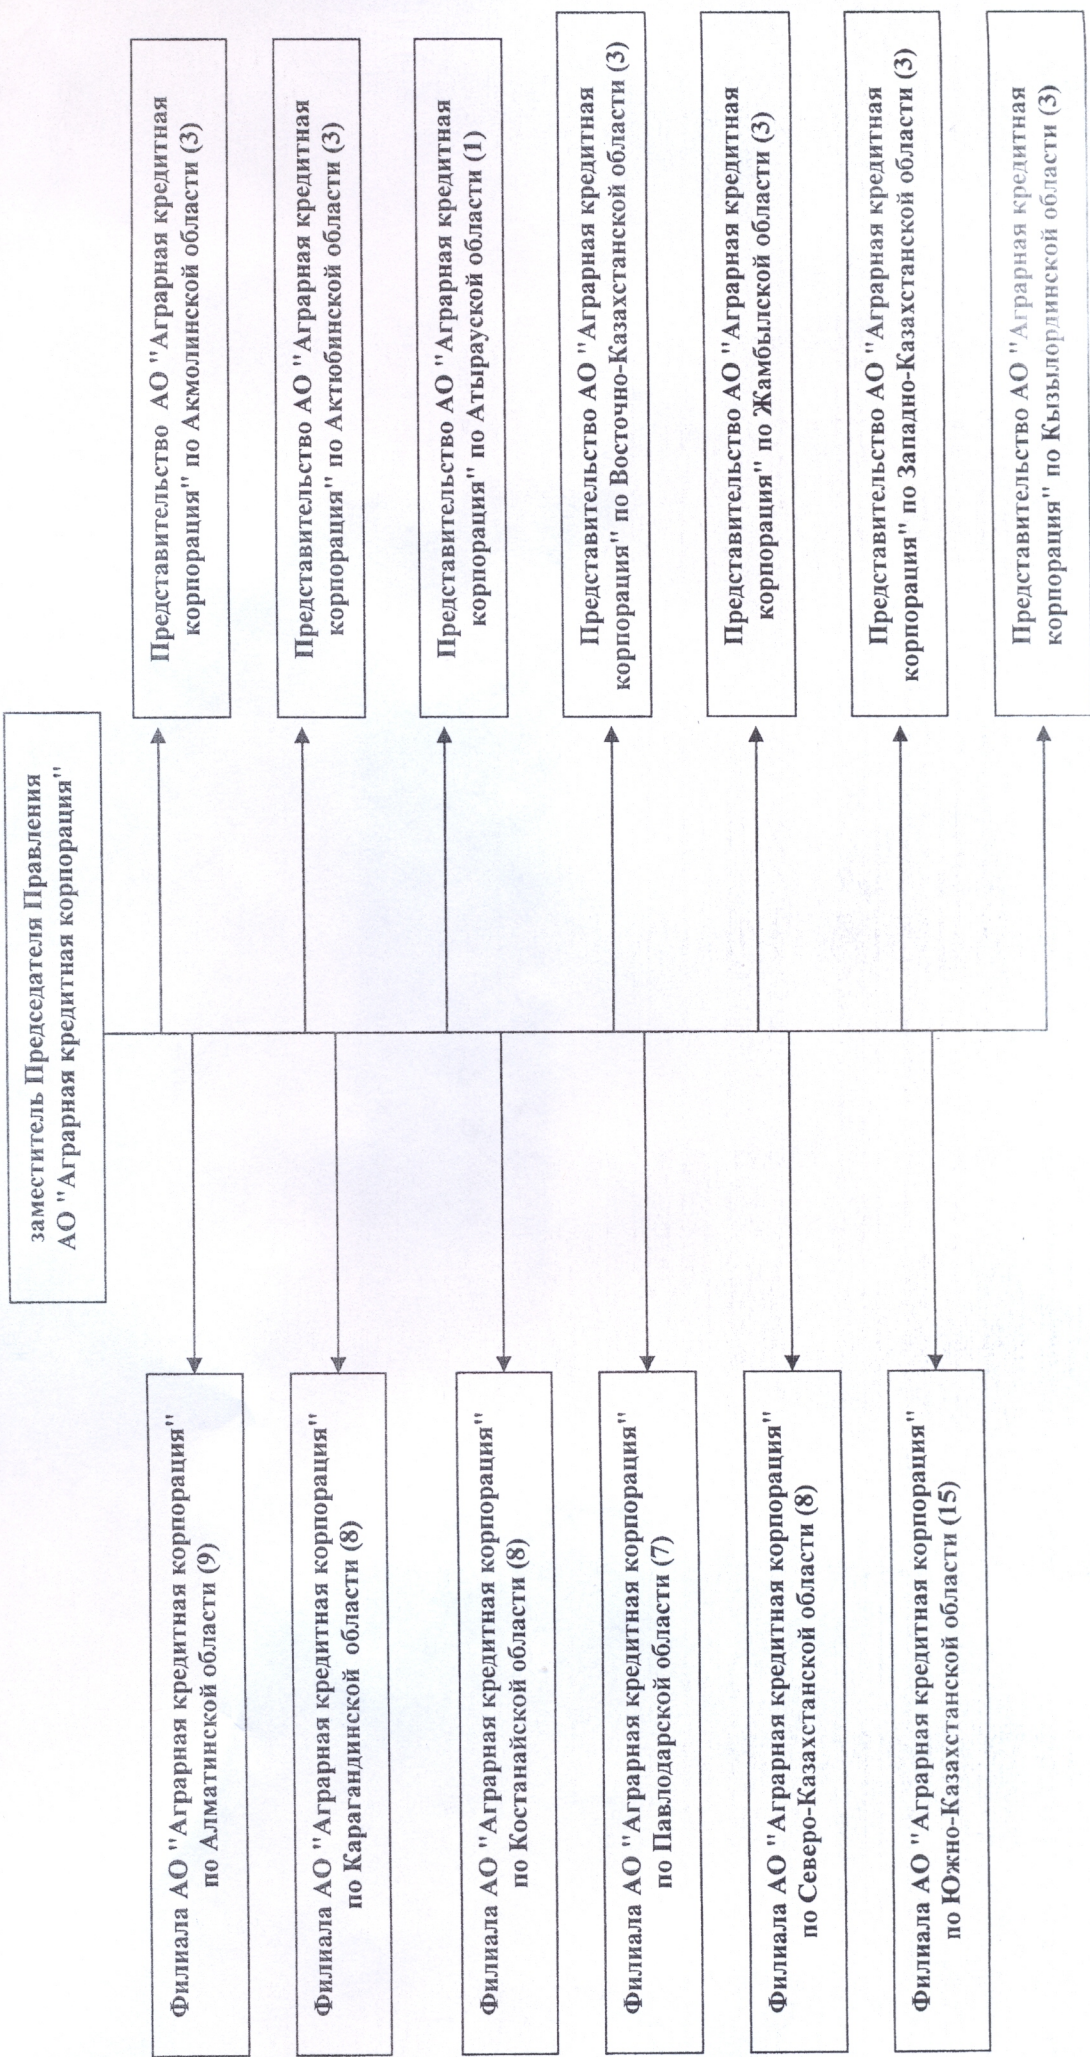 заместитель Председателя Правления
АО "Аграрная кредитная корпорация"
Филиала АО "Аграрная кредитная корпорация"
по Алматинской области (9)
Филиала АО "Аграрная кредитная корпорация"
по Карагандинской области (8)
Филиала АО "Аграрная кредитная корпорация"
по Костанайской области (8)
Филиала АО "Аграрная кредитная корпорация"
по Павлодарской области (7)
Филиала АО "Аграрная кредитная корпорация"
по Северо-Казахстанской области (8)
Филиала АО "Аграрная кредитная корпорация"
по Южно-Казахстанской области (15)
Представительство АО "Аграрная кредитная
корпорация" по Акмолинской области (3)
Представительство АО "Аграрная кредитная
корпорация" по Актюбинской области (3)
Представительство АО "Аграрная кредитная
корпорация" по Атырауской области (1)
Представительство АО "Аграрная кредитная
корпорация" по Восточно-Казахстанской области (3)
Представительство АО "Аграрная кредитная
корпорация" по Жамбылской области (3)
Представительство АО "Аграрная кредитная
корпорация" по Западно-Казахстанской области (3)
Представительство АО "Аграрная кредитная
корпорация" по Кызылординской области (3)